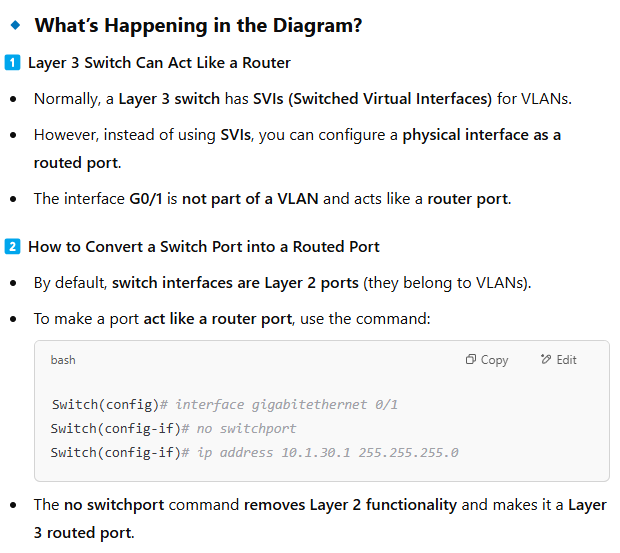 What's Happening in the Diagram?
1 Layer 3 Switch Can Act Like a Router
• Normally, a Layer 3 switch has SVIs (Switched Virtual Interfaces) for VLANs.
• However, instead of using SVIs, you can configure a physical interface as a
routed port.
• The interface G0/1 is not part of a VLAN and acts like a router port.
2 How to Convert a Switch Port into a Routed Port
• By default, switch interfaces are Layer 2 ports (they belong to VLANs).
• To make a port act like a router port, use the command:
bash Copy Edit
Switch(config)# interface gigabitethernet 0/1
Switch(config-if)# no switchport
Switch(config-if)# ip address 10.1.30.1 255.255.255.0
• The no switchport command removes Layer 2 functionality and makes it a Layer
3 routed port.